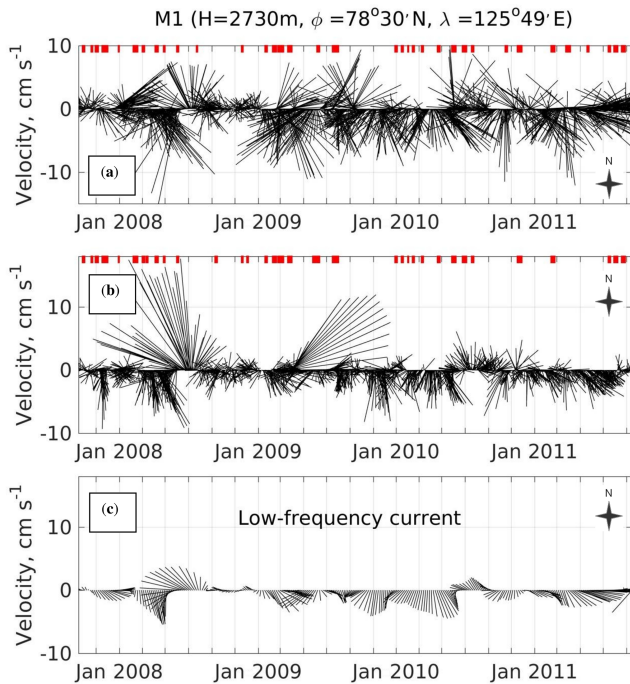 M1 (H=2730m, ϕ =78°30′N, λ =125°49′E)
Velocity, cm s⁻¹
10
0
-10
(a)
N
Jan 2008
Jan 2009
Jan 2010
Jan 2011
Velocity, cm s⁻¹
10
0
-10
(b)
N
Jan 2008
Jan 2009
Jan 2010
Jan 2011
Velocity, cm s⁻¹
10
0
-10
(c)
Low-frequency current
N
Jan 2008
Jan 2009
Jan 2010
Jan 2011